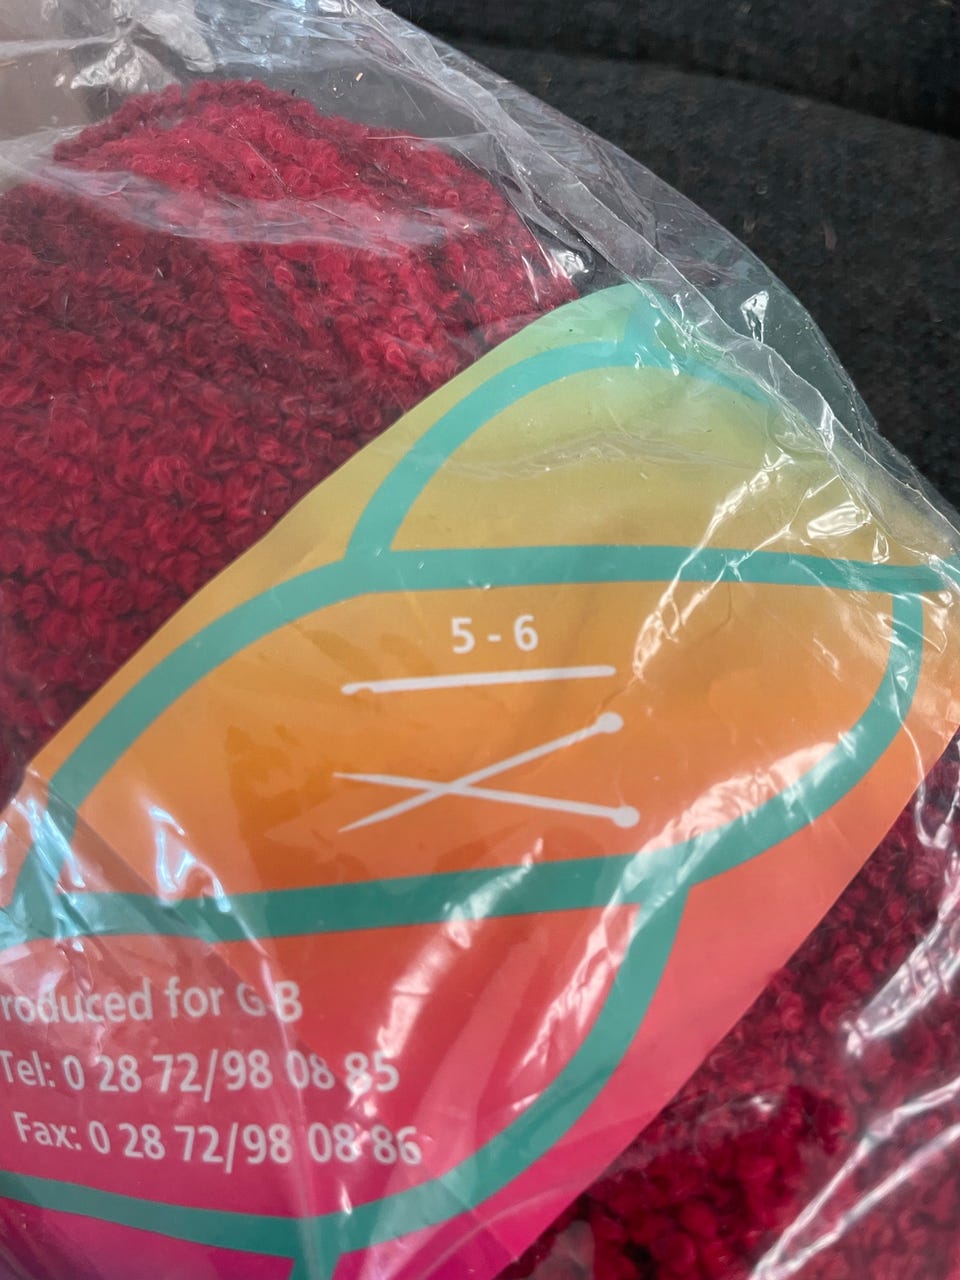 5 - 6
roduced for G-B
Tel: 0 28 72/98 08 85
Fax: 0 28 72/98 08 86